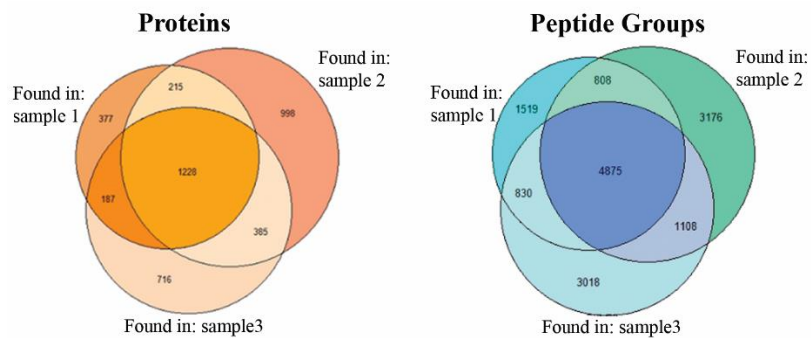 Proteins
Found in:
sample 2
Found in:
sample 1
215
377
998
1228
187
385
716
Found in: sample3
Peptide Groups
Found in:
sample 2
Found in:
sample 1
808
1519
3176
4875
830
1108
3018
Found in: sample3